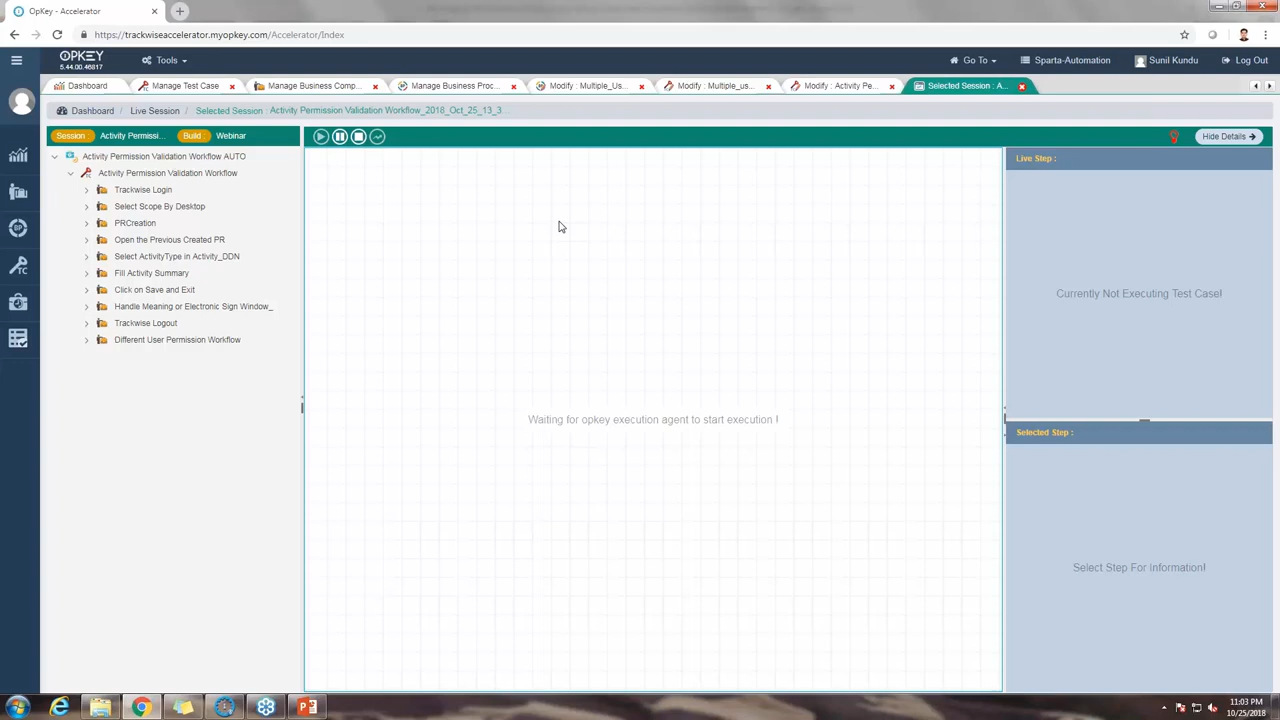 OpKey - Accelerator
https://trackwiseaccelerator.myopkey.com/Accelerator/Index
OPKEY
5.44.00.46817
Tools
Go To
Sparta-Automation
Sunil Kundu
Log Out
Dashboard
Manage Test Case
Manage Business Comp...
Manage Business Proc...
Modify : Multiple_Us...
Modify : Multiple_us...
Modify : Activity Pe...
Selected Session : A...
Dashboard / Live Session / Selected Session : Activity Permission Validation Workflow_2018_Oct_25_13_3
Session : Activity Permissi... Build : Webinar
Hide Details
Activity Permission Validation Workflow AUTO
Activity Permission Validation Workflow
Trackwise Login
Select Scope By Desktop
PRCreation
Open the Previous Created PR
Select ActivityType in Activity_DDN
Fill Activity Summary
Click on Save and Exit
Handle Meaning or Electronic Sign Window_
Trackwise Logout
Different User Permission Workflow
Waiting for opkey execution agent to start execution !
Live Step :
Currently Not Executing Test Case!
Selected Step :
Select Step For Information!
BP
TC
11:03 PM
10/25/2018